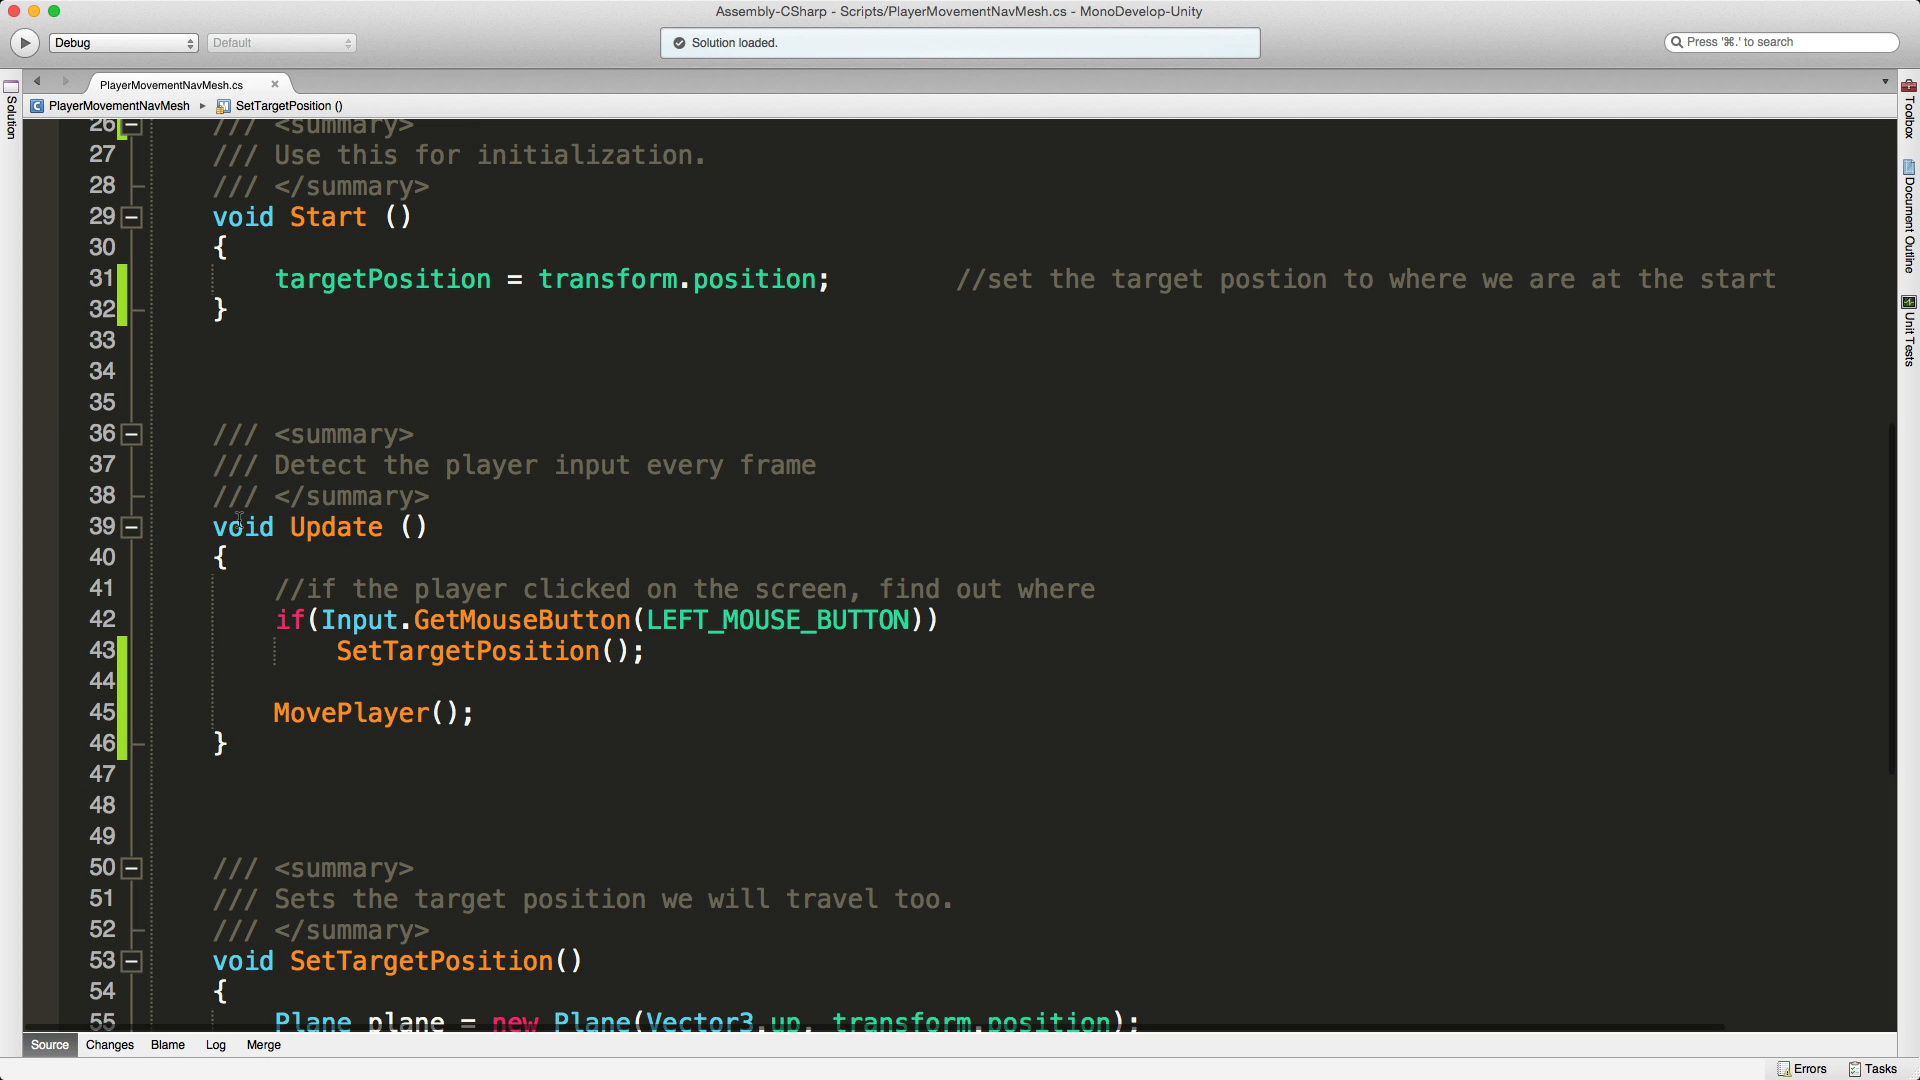 Assembly-CSharp - Scripts/PlayerMovementNavMesh.cs - MonoDevelop-Unity
Debug
Default
Solution loaded.
Press '⌘.' to search
PlayerMovementNavMesh.cs
PlayerMovementNavMesh ▸ SetTargetPosition ()
Solution
Toolbox
Document Outline
Unit Tests
26 /// <summary>
27 /// Use this for initialization.
28 /// </summary>
29 void Start ()
30 {
31 targetPosition = transform.position; //set the target postion to where we are at the start
32 }
33
34
35
36 /// <summary>
37 /// Detect the player input every frame
38 /// </summary>
39 void Update ()
40 {
41 //if the player clicked on the screen, find out where
42 if(Input.GetMouseButton(LEFT_MOUSE_BUTTON))
43 SetTargetPosition();
44
45 MovePlayer();
46 }
47
48
49
50 /// <summary>
51 /// Sets the target position we will travel too.
52 /// </summary>
53 void SetTargetPosition()
54 {
55 Plane plane = new Plane(Vector3.up, transform.position);
Source Changes Blame Log Merge
Errors Tasks